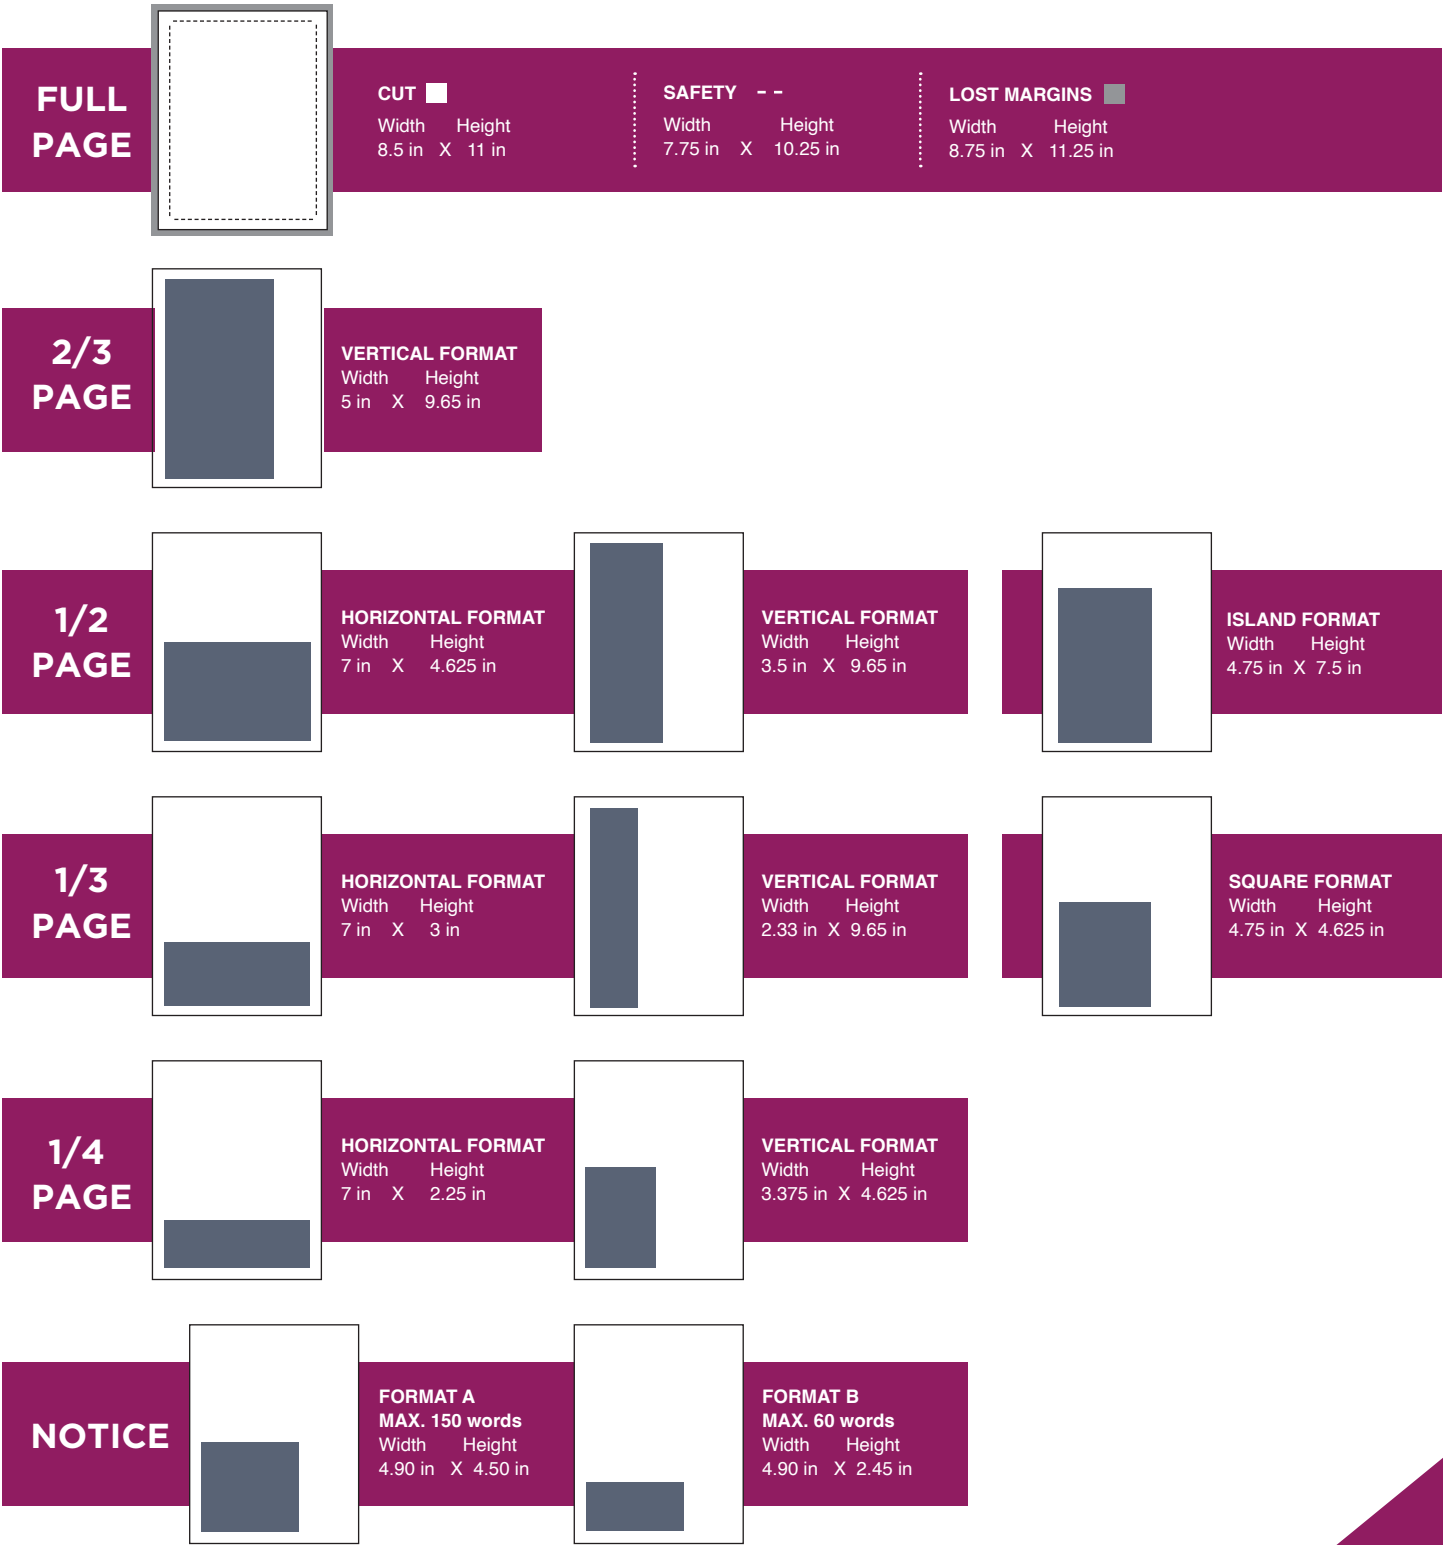 FULL
PAGE
CUT
Width Height
8.5 in X 11 in
SAFETY - -
Width Height
7.75 in X 10.25 in
LOST MARGINS
Width Height
8.75 in X 11.25 in
2/3
PAGE
VERTICAL FORMAT
Width Height
5 in X 9.65 in
1/2
PAGE
HORIZONTAL FORMAT
Width Height
7 in X 4.625 in
VERTICAL FORMAT
Width Height
3.5 in X 9.65 in
ISLAND FORMAT
Width Height
4.75 in X 7.5 in
1/3
PAGE
HORIZONTAL FORMAT
Width Height
7 in X 3 in
VERTICAL FORMAT
Width Height
2.33 in X 9.65 in
SQUARE FORMAT
Width Height
4.75 in X 4.625 in
1/4
PAGE
HORIZONTAL FORMAT
Width Height
7 in X 2.25 in
VERTICAL FORMAT
Width Height
3.375 in X 4.625 in
NOTICE
FORMAT A
MAX. 150 words
Width Height
4.90 in X 4.50 in
FORMAT B
MAX. 60 words
Width Height
4.90 in X 2.45 in